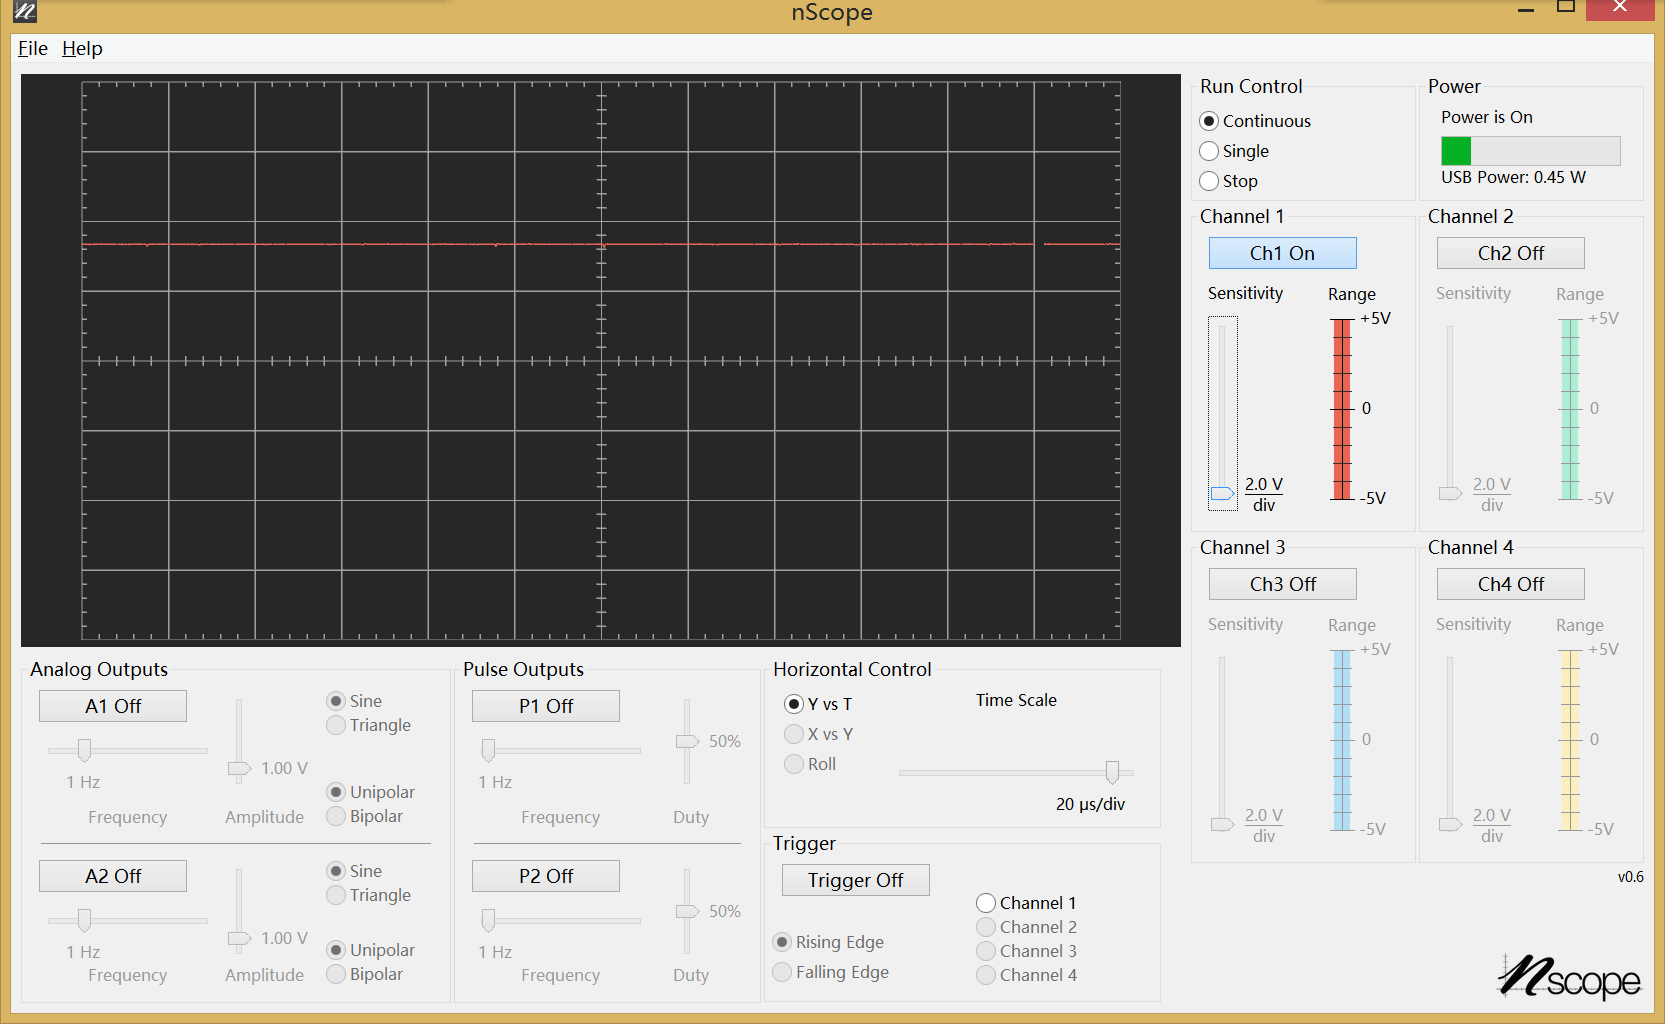 nScope
File Help
Run Control
Continuous
Single
Stop
Power
Power is On
USB Power: 0.45 W
Channel 1
Ch1 On
Sensitivity
Range
+5V
0
-5V
2.0 V
div
Channel 2
Ch2 Off
Sensitivity
Range
+5V
0
-5V
2.0 V
div
Channel 3
Ch3 Off
Sensitivity
Range
+5V
0
-5V
2.0 V
div
Channel 4
Ch4 Off
Sensitivity
Range
+5V
0
-5V
2.0 V
div
Analog Outputs
A1 Off
1 Hz
Frequency
1.00 V
Amplitude
Sine
Triangle
Unipolar
Bipolar
A2 Off
1 Hz
Frequency
1.00 V
Amplitude
Sine
Triangle
Unipolar
Bipolar
Pulse Outputs
P1 Off
1 Hz
Frequency
50%
Duty
P2 Off
1 Hz
Frequency
50%
Duty
Horizontal Control
Y vs T
X vs Y
Roll
Time Scale
20 µs/div
Trigger
Trigger Off
Rising Edge
Falling Edge
Channel 1
Channel 2
Channel 3
Channel 4
v0.6
nscope